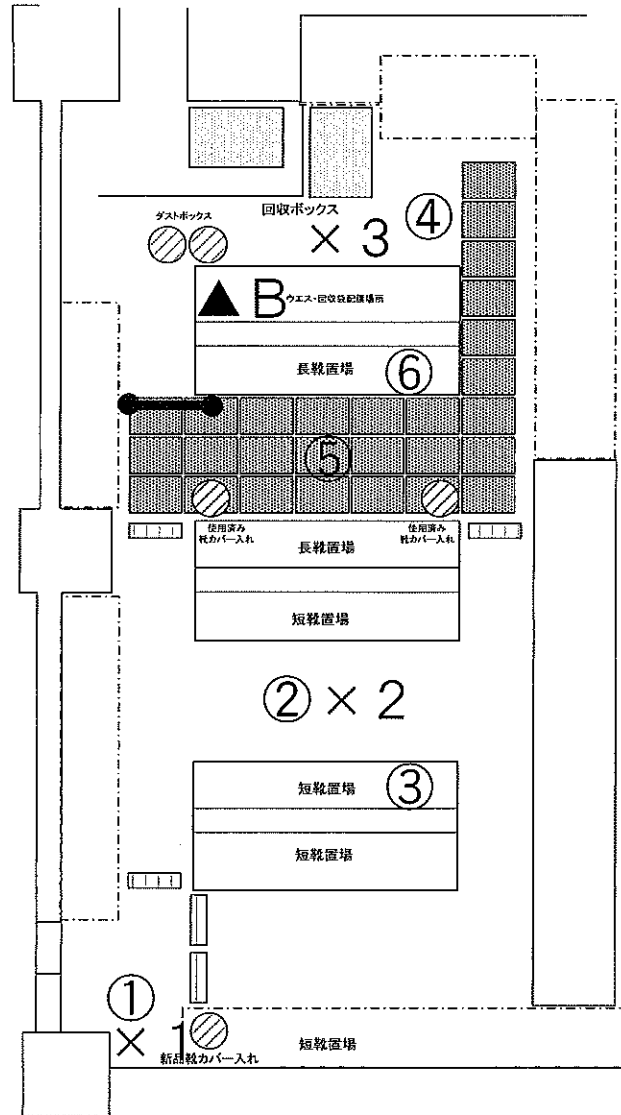 ダストボックス
回収ボックス
④
× 3
▲ B ウエス・回収袋配置場所
長靴置場
⑥
⑤
使用済み
靴カバー入れ
使用済み
靴カバー入れ
長靴置場
短靴置場
② × 2
短靴置場
③
短靴置場
①
× 1
新品靴カバー入れ
短靴置場